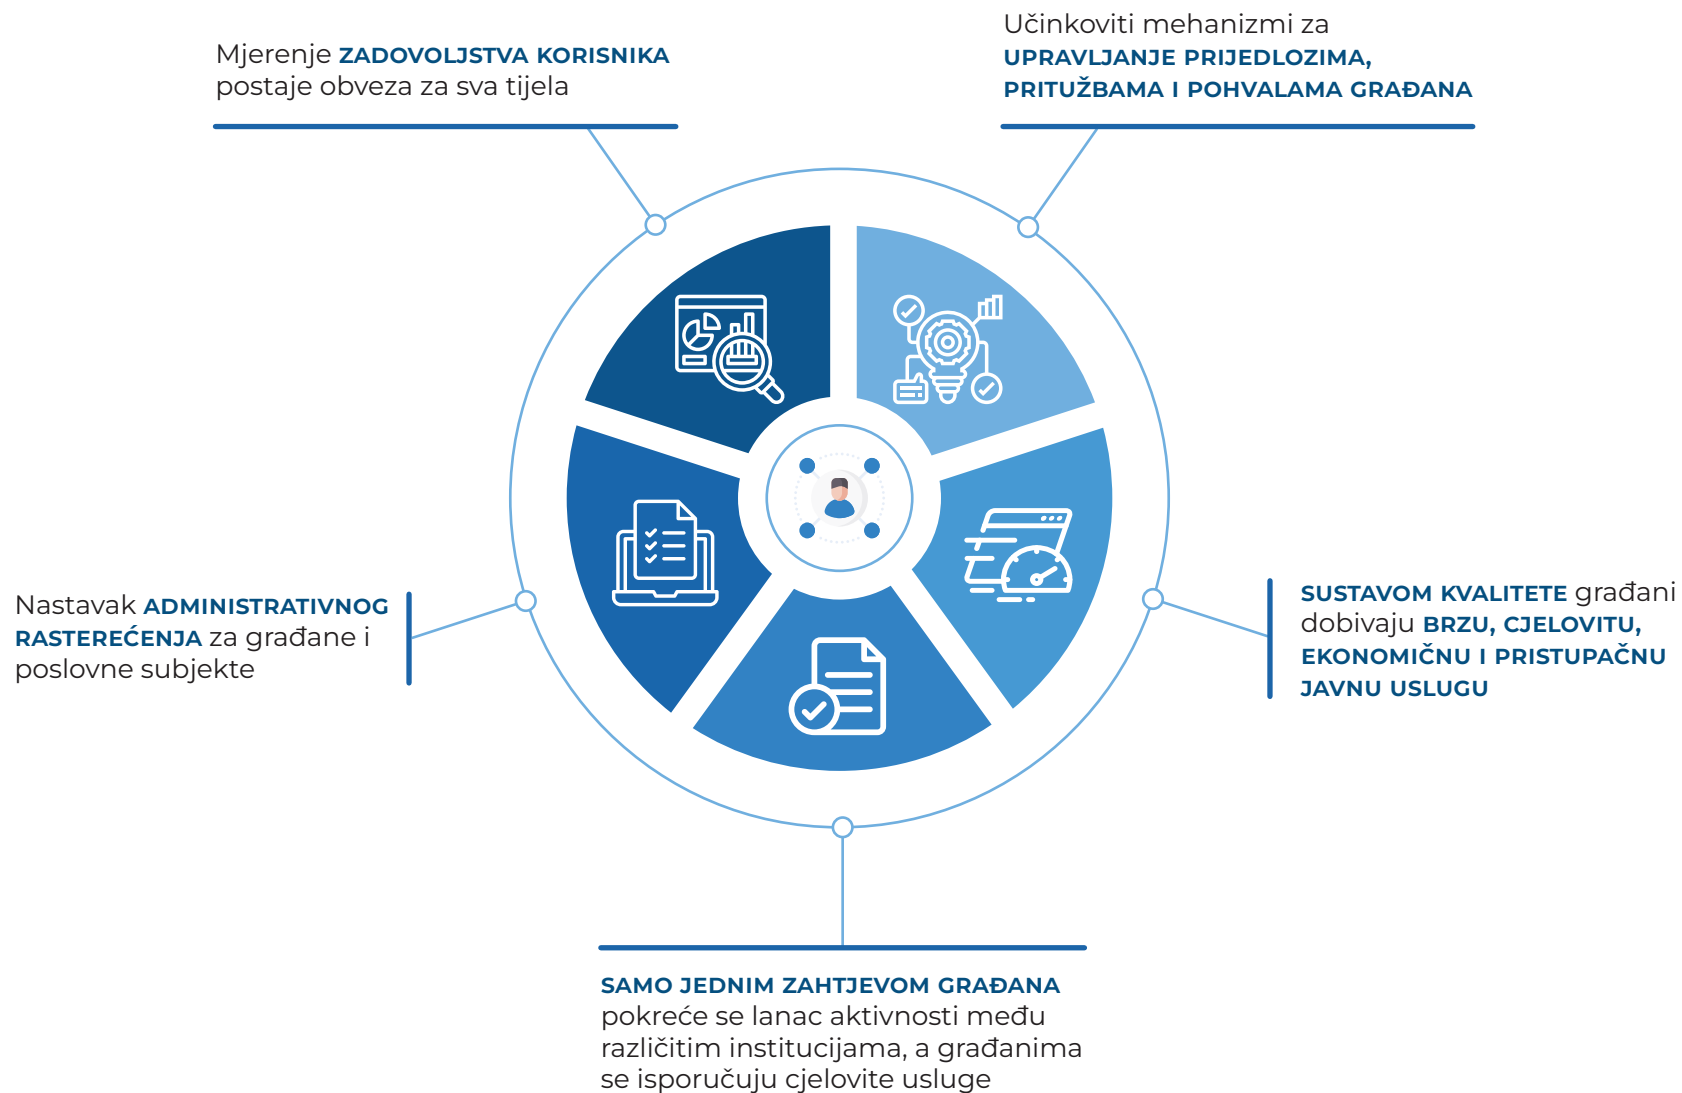 Mjerenje ZADOVOLJSTVA KORISNIKA
postaje obveza za sva tijela
Učinkoviti mehanizmi za
UPRAVLJANJE PRIJEDLOZIMA,
PRITUŽBAMA I POHVALAMA GRAĐANA
Nastavak ADMINISTRATIVNOG
RASTEREĆENJA za građane i
poslovne subjekte
SUSTAVOM KVALITETE građani
dobivaju BRZU, CJELOVITU,
EKONOMIČNU I PRISTUPAČNU
JAVNU USLUGU
SAMO JEDNIM ZAHTJEVOM GRAĐANA
pokreće se lanac aktivnosti među
različitim institucijama, a građanima
se isporučuju cjelovite usluge